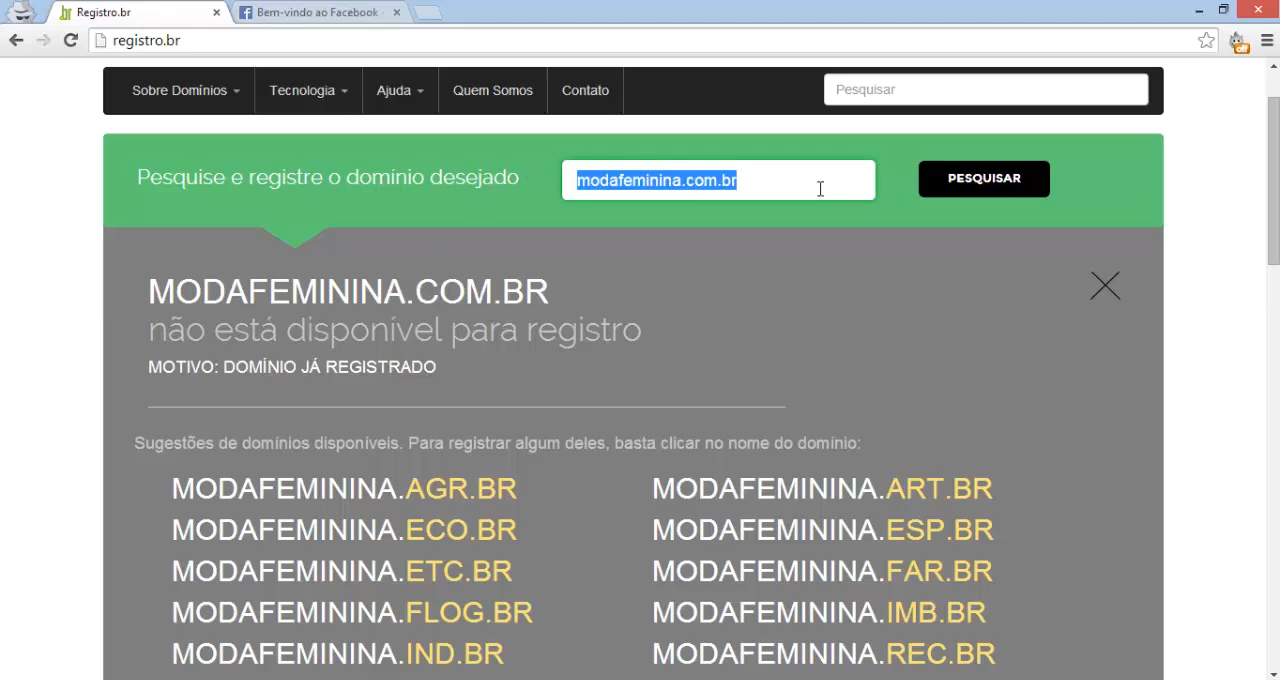 Registro.br
Bem-vindo ao Facebook
registro.br
off
Sobre Domínios
Tecnologia
Ajuda
Quem Somos
Contato
Pesquisar
Pesquise e registre o domínio desejado
modafeminina.com.br
PESQUISAR
MODAFEMININA.COM.BR
não está disponível para registro
MOTIVO: DOMÍNIO JÁ REGISTRADO
Sugestões de domínios disponíveis. Para registrar algum deles, basta clicar no nome do domínio:
MODAFEMININA.AGR.BR
MODAFEMININA.ART.BR
MODAFEMININA.ECO.BR
MODAFEMININA.ESP.BR
MODAFEMININA.ETC.BR
MODAFEMININA.FAR.BR
MODAFEMININA.FLOG.BR
MODAFEMININA.IMB.BR
MODAFEMININA.IND.BR
MODAFEMININA.REC.BR